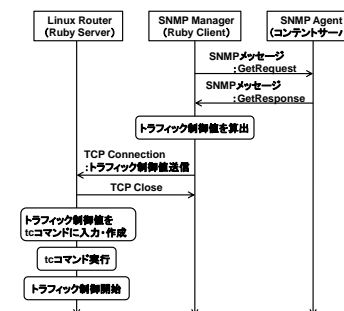 Linux Router
(Ruby Server)
SNMP Manager
(Ruby Client)
SNMP Agent
(コンテンツサーバ
SNMPメッセージ
:GetRequest
SNMPメッセージ
:GetResponse
トラフィック制御値を算出
TCP Connection
:トラフィック制御値送信
TCP Close
トラフィック制御値を
tcコマンドに入力・作成
tcコマンド実行
トラフィック制御開始